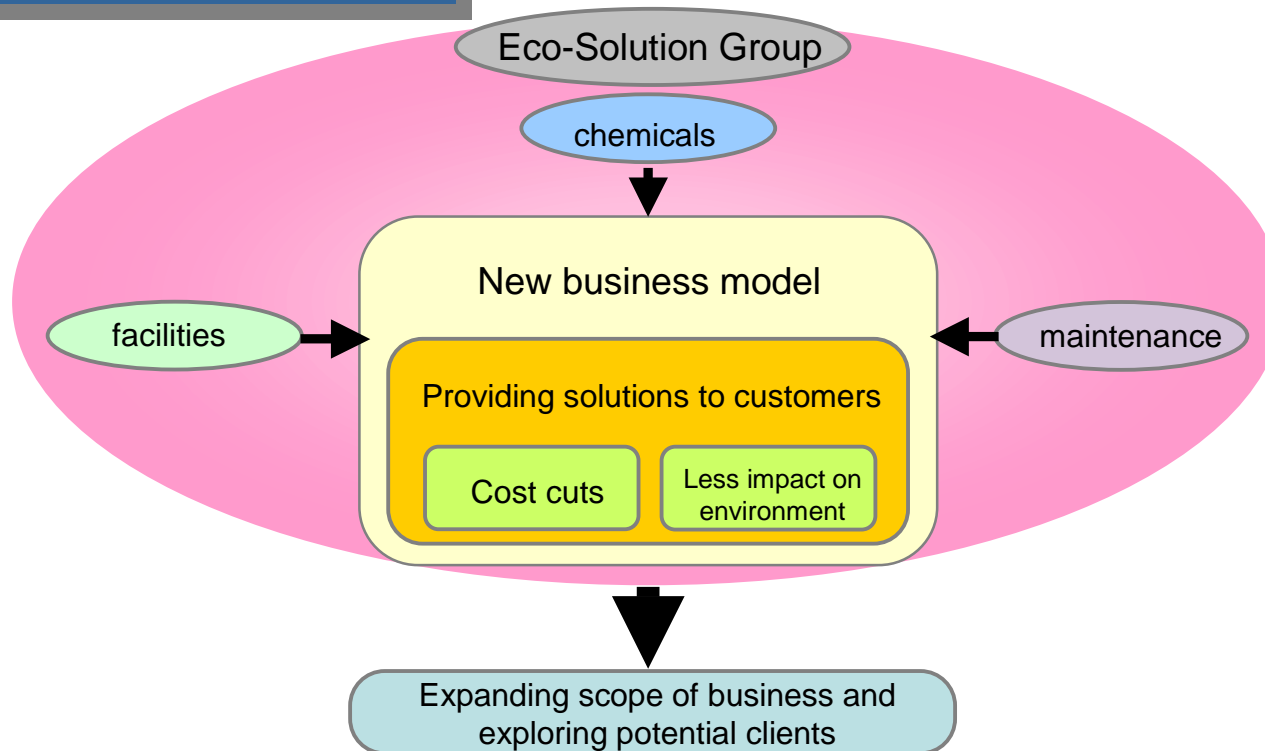 Eco-Solution Group
chemicals
New business model
facilities
maintenance
Providing solutions to customers
Cost cuts
Less impact on
environment
Expanding scope of business and
exploring potential clients